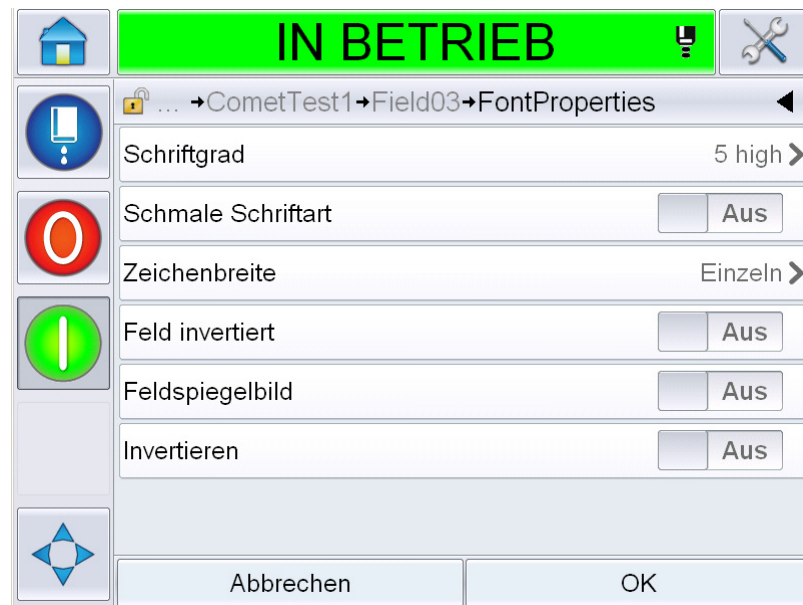 IN BETRIEB
... →CometTest1→Field03→FontProperties
Schriftgrad 5 high
Schmale Schriftart Aus
Zeichenbreite Einzeln
Feld invertiert Aus
Feldspiegelbild Aus
Invertieren Aus
Abbrechen OK